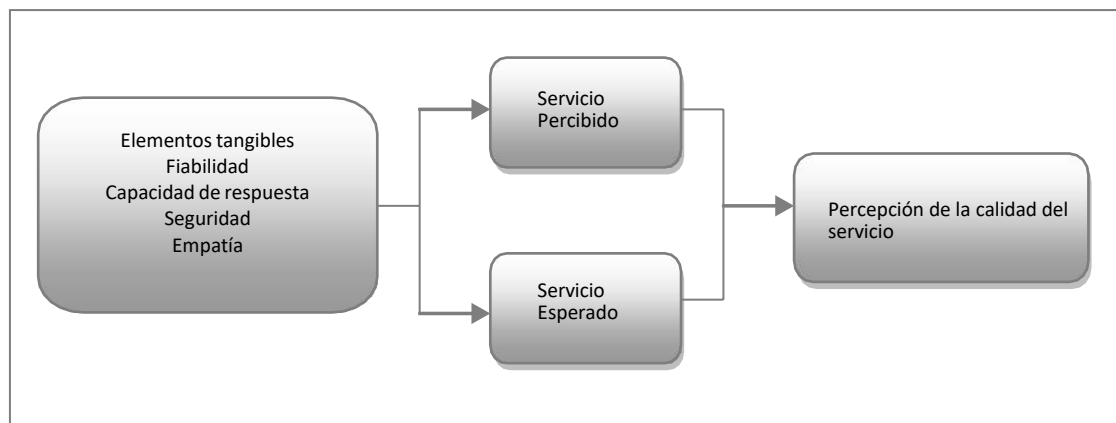 Elementos tangibles
Fiabilidad
Capacidad de respuesta
Seguridad
Empatía
Servicio
Percibido
Servicio
Esperado
Percepción de la calidad del
servicio